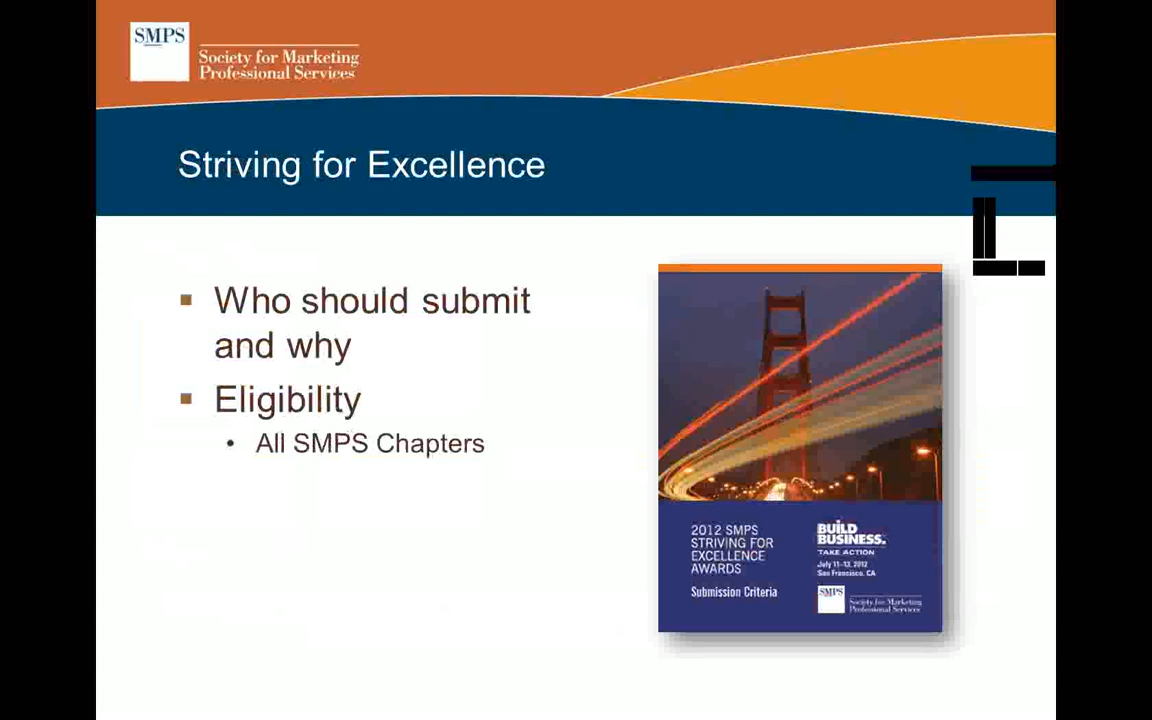 SMPS
Society for Marketing
Professional Services
Striving for Excellence
Who should submit
and why
Eligibility
All SMPS Chapters
2012 SMPS
STRIVING FOR
EXCELLENCE
AWARDS
Submission Criteria
BUILD
BUSINESS.
TAKE ACTION
July 11-13, 2012
San Francisco, CA
SMPS
Society for Marketing
Professional Services